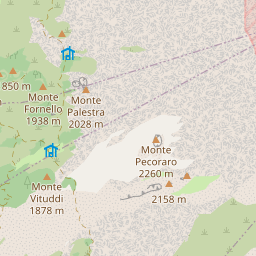 850 m
Monte
Fornello
1938 m
Monte
Palestra
2028 m
Monte
Pecoraro
2260 m
Monte
Vituddi
1878 m
2158 m